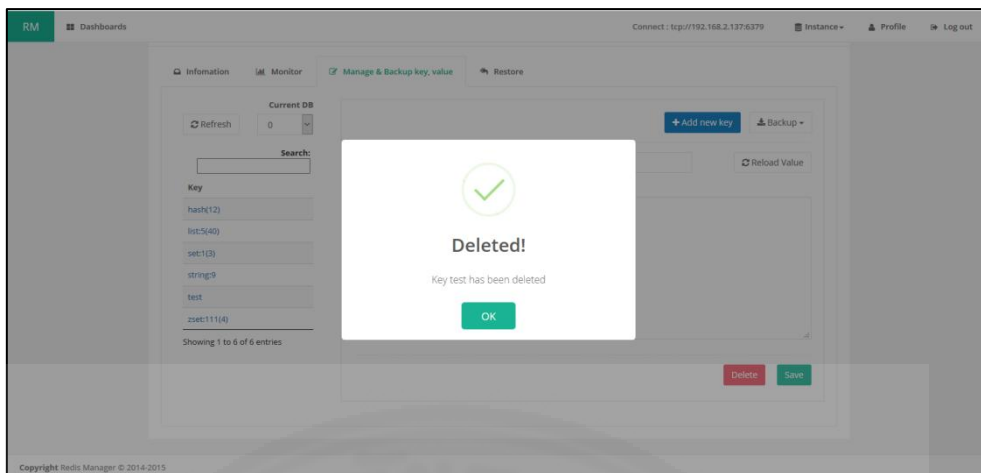 RM Dashboards Connect : tcp://192.168.2.137:6379 Instance Profile Log out
Infomation Monitor Manage & Backup key, value Restore
Current DB
Refresh 0
Add new key Backup
Search:
Reload Value
Key
hash(12)
list:5(40)
set:1(3)
string:9
test
zset:111(4)
Showing 1 to 6 of 6 entries
Deleted!
Key test has been deleted
OK
Delete Save
Copyright Redis Manager © 2014-2015